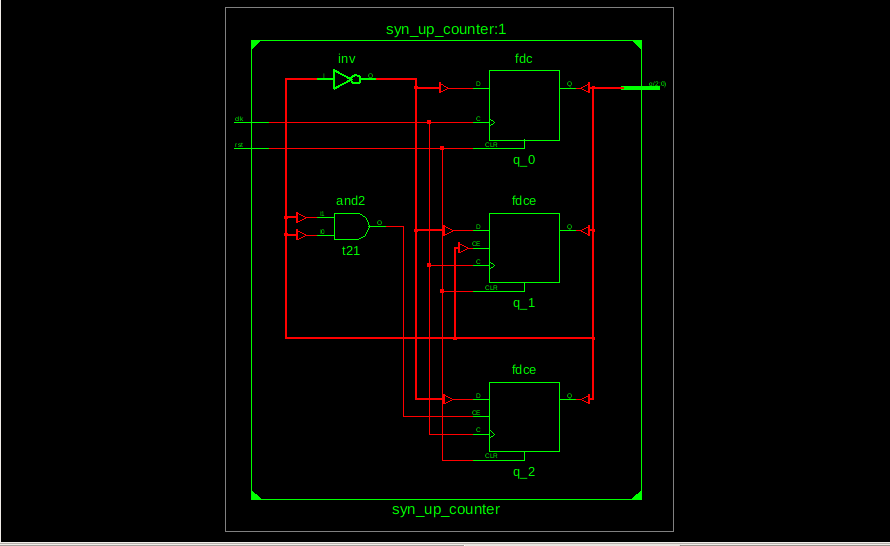 syn_up_counter:1
inv
fdc
I
O
D
Q
q(2:0)
clk
C
rst
CLR
q_0
and2
fdce
I1
O
D
Q
I0
CE
t21
C
CLR
q_1
fdce
D
Q
CE
C
CLR
q_2
syn_up_counter